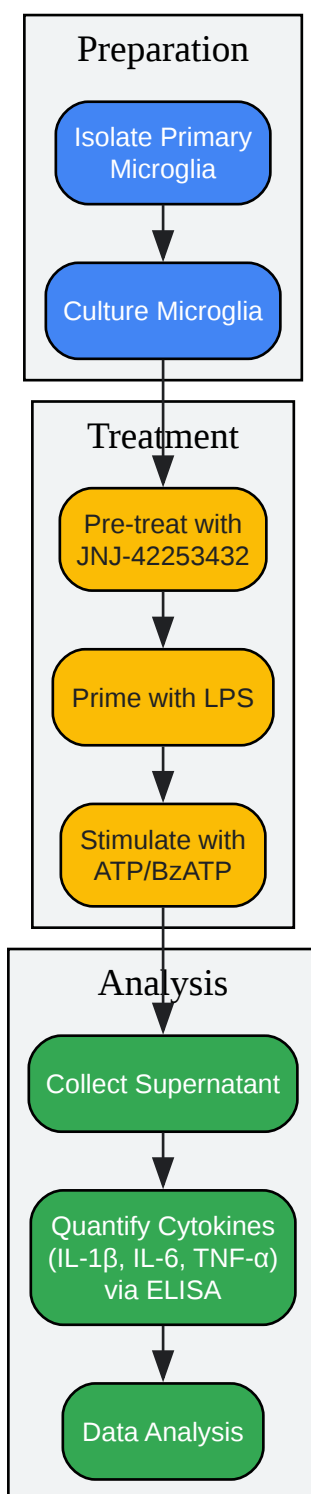 Preparation
Isolate Primary
Microglia
Culture Microglia
Treatment
Pre-treat with
JNJ-42253432
Prime with LPS
Stimulate with
ATP/BzATP
Analysis
Collect Supernatant
Quantify Cytokines
(IL-1β, IL-6, TNF-α)
via ELISA
Data Analysis